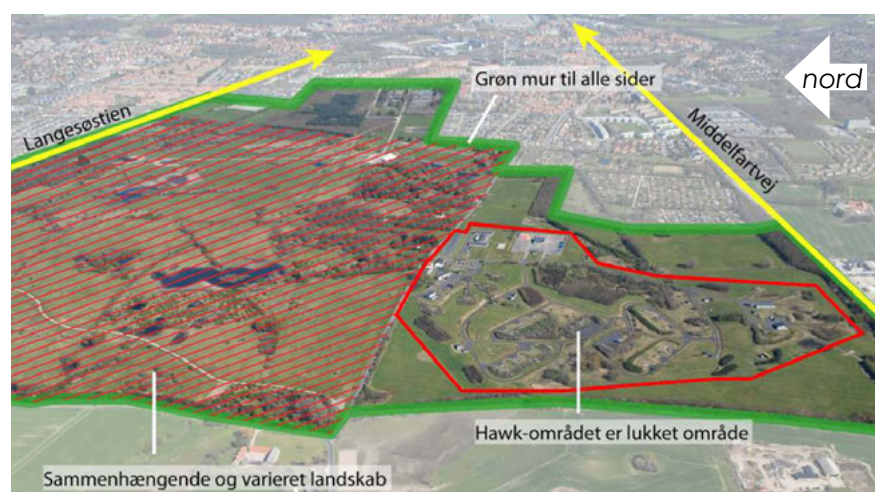 Grøn mur til alle sider
nord
Langesøstien
Middelfartvej
Hawk-området er lukket område
Sammenhængende og varieret landskab